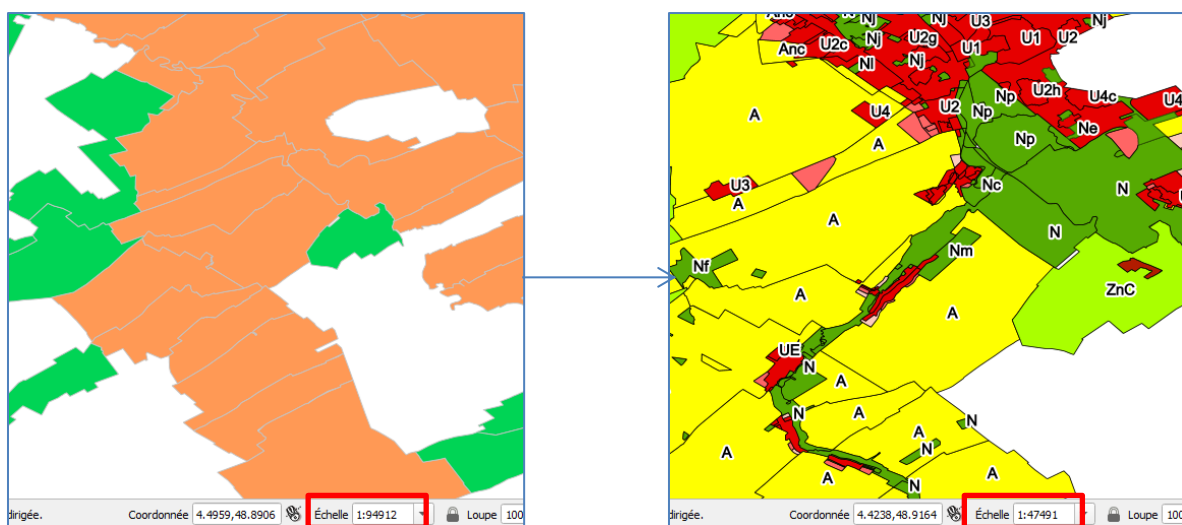 Anc
N
Nj
Nj
U3
Nj
Anc
U2c
Nj
U2g
U1
U1
U2
Nl
Nj
Np
U2h
U4c
A
U4
U2
Np
Ne
U4
A
Np
U3
A
Nc
N
A
N
Nf
Nm
ZnC
A
A
UE
N
A
N
A
A
N
N
A
N
A
A
N
dirigée. Coordonnée 4.4959,48.8906 Échelle 1:94912 Loupe 100
dirigée. Coordonnée 4.4238,48.9164 Échelle 1:47491 Loupe 100